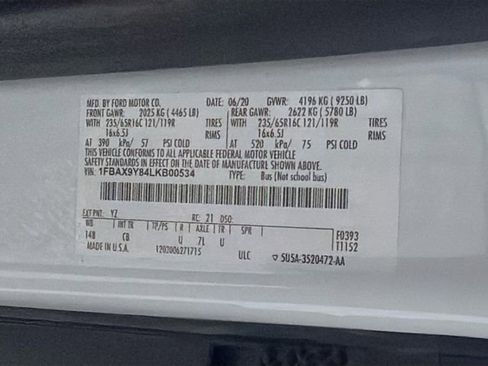 MFD. BY FORD MOTOR CO. DATE: 06/20 GVWR: 4196 KG ( 9250 LB)
FRONT GAWR: 2025 KG ( 4465 LB) REAR GAWR: 2622 KG ( 5780 LB)
WITH 235/65R16C 121/119R TIRES WITH 235/65R16C 121/119R TIRES
16x6.5J RIMS 16x6.5J RIMS
AT 390 kPa/ 57 PSI COLD AT 520 kPa/ 75 PSI COLD
THIS VEHICLE CONFORMS TO ALL APPLICABLE FEDERAL MOTOR VEHICLE
SAFETY STANDARDS IN EFFECT ON THE DATE OF MANUFACTURE SHOWN ABOVE.
VIN: 1FBAX9Y84LKB00534 TYPE: Bus (Not school bus)
EXT PNT: YZ RC: 21 DSO:
WB INT TR TP/PS R AXLE TR SPR
148 CB U 7L U F0393
T1152
MADE IN U.S.A. 1202006271715 ULC 5USA-3520472-AA